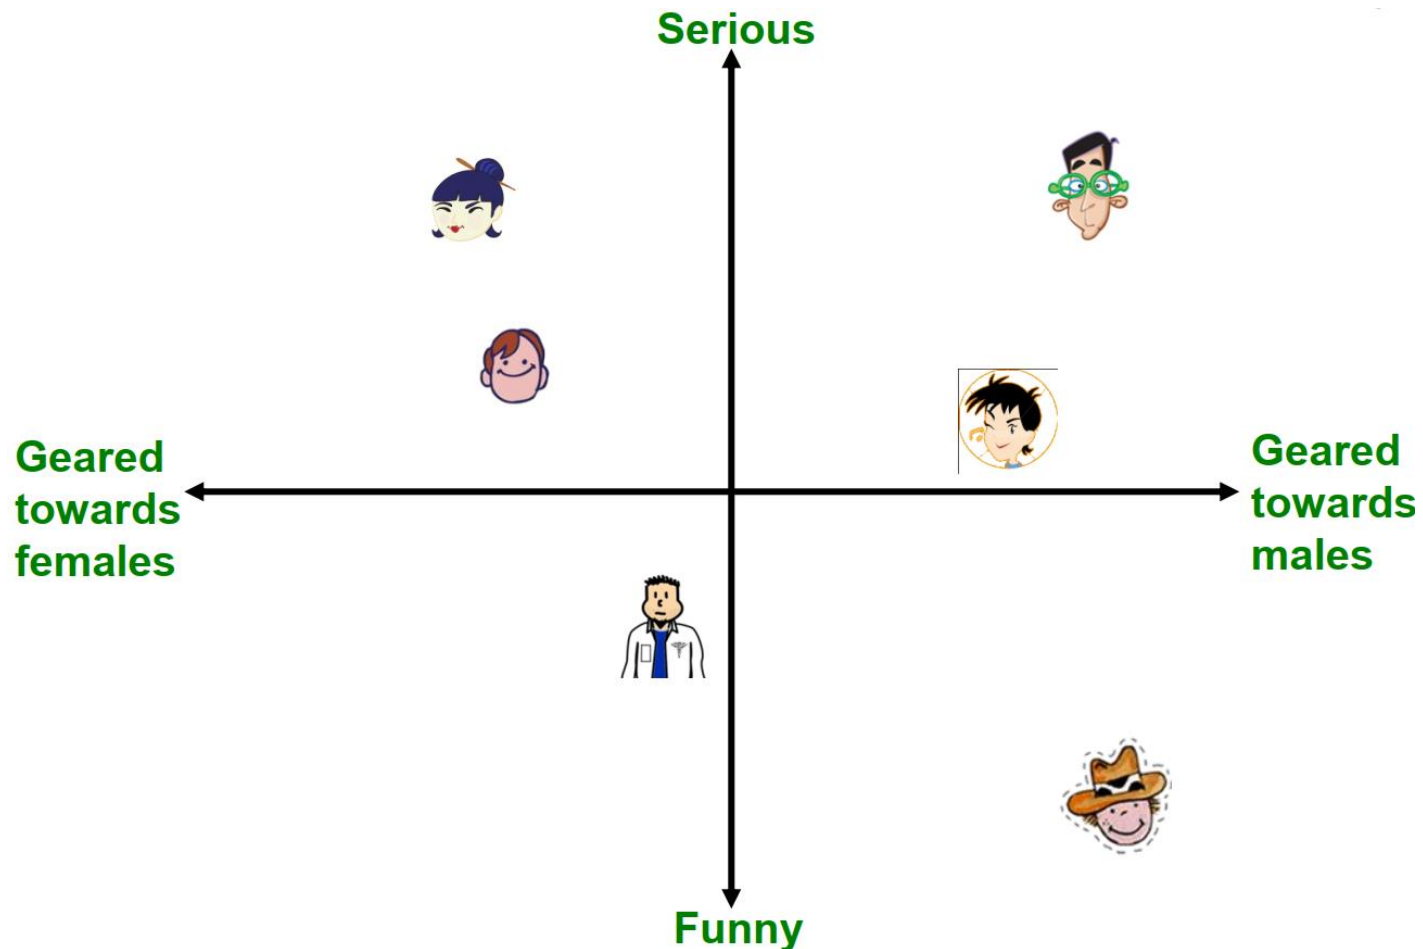 Serious
Geared
towards
females
Geared
towards
males
Funny